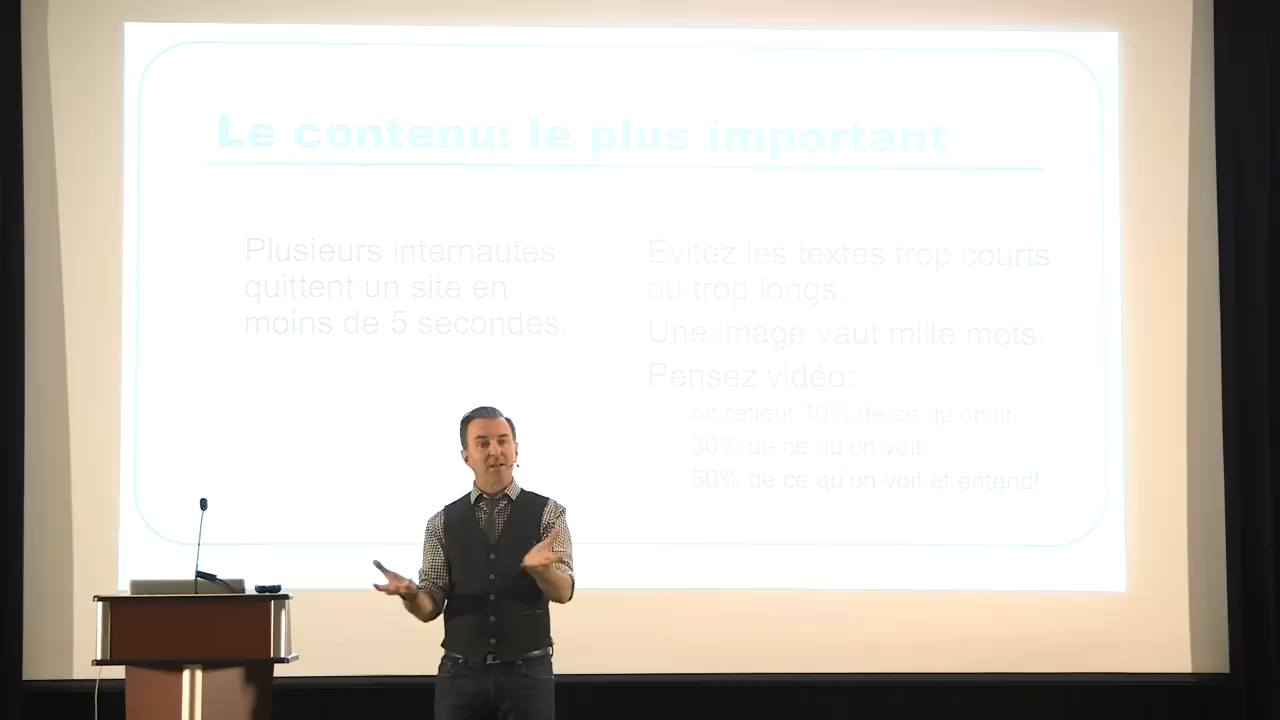 Le contenu: le plus important
Plusieurs internautes
quittent un site en
moins de 5 secondes.
Évitez les textes trop courts
ou trop longs.
Une image vaut mille mots.
Pensez vidéo:
on retient 10% de ce qu'on lit;
30% de ce qu'on voit;
50% de ce qu'on voit et entend!